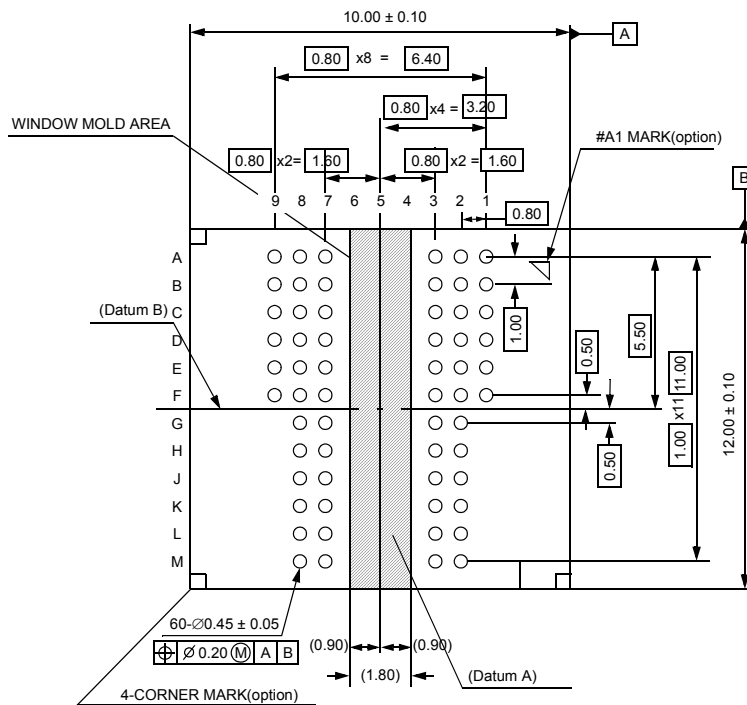 10.00 ± 0.10
A
0.80 x8 = 6.40
0.80 x4 = 3.20
WINDOW MOLD AREA
#A1 MARK(option)
0.80 x2= 1.60
0.80 x2 = 1.60
B
9 8 7 6 5 4 3 2 1
0.80
A
B
C
(Datum B)
D
E
F
G
H
J
K
L
M
1.00
0.50
5.50
1.00 x11 11.00
12.00 ± 0.10
0.50
60-∅0.45 ± 0.05
⌖ ∅ 0.20 Ⓜ A B
(0.90)
(0.90)
(1.80)
(Datum A)
4-CORNER MARK(option)